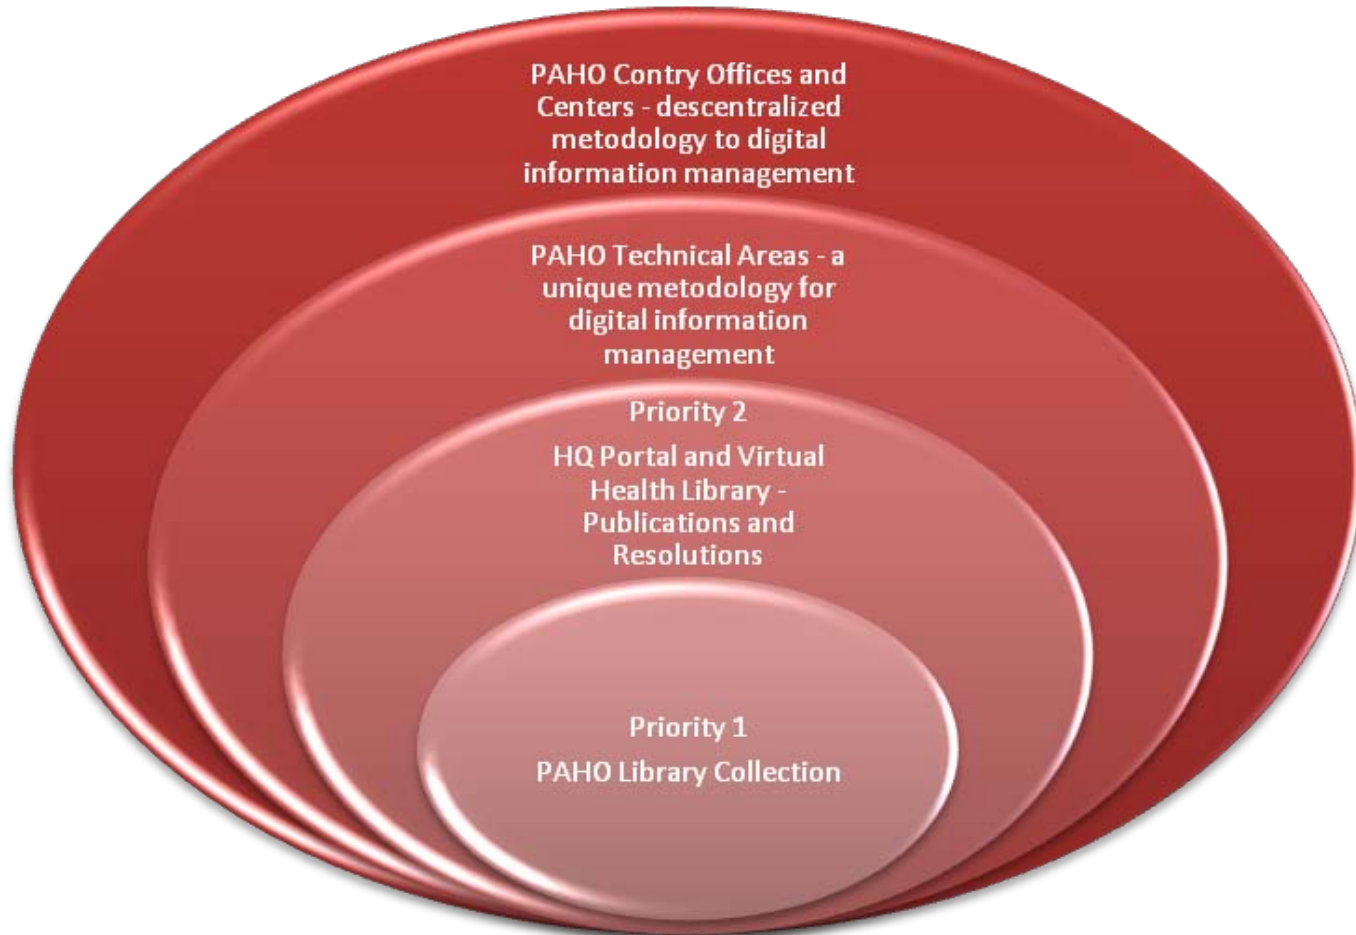 PAHO Contry Offices and
Centers - descentralized
metodology to digital
information management
PAHO Technical Areas - a
unique metodology for
digital information
management
Priority 2
HQ Portal and Virtual
Health Library -
Publications and
Resolutions
Priority 1
PAHO Library Collection